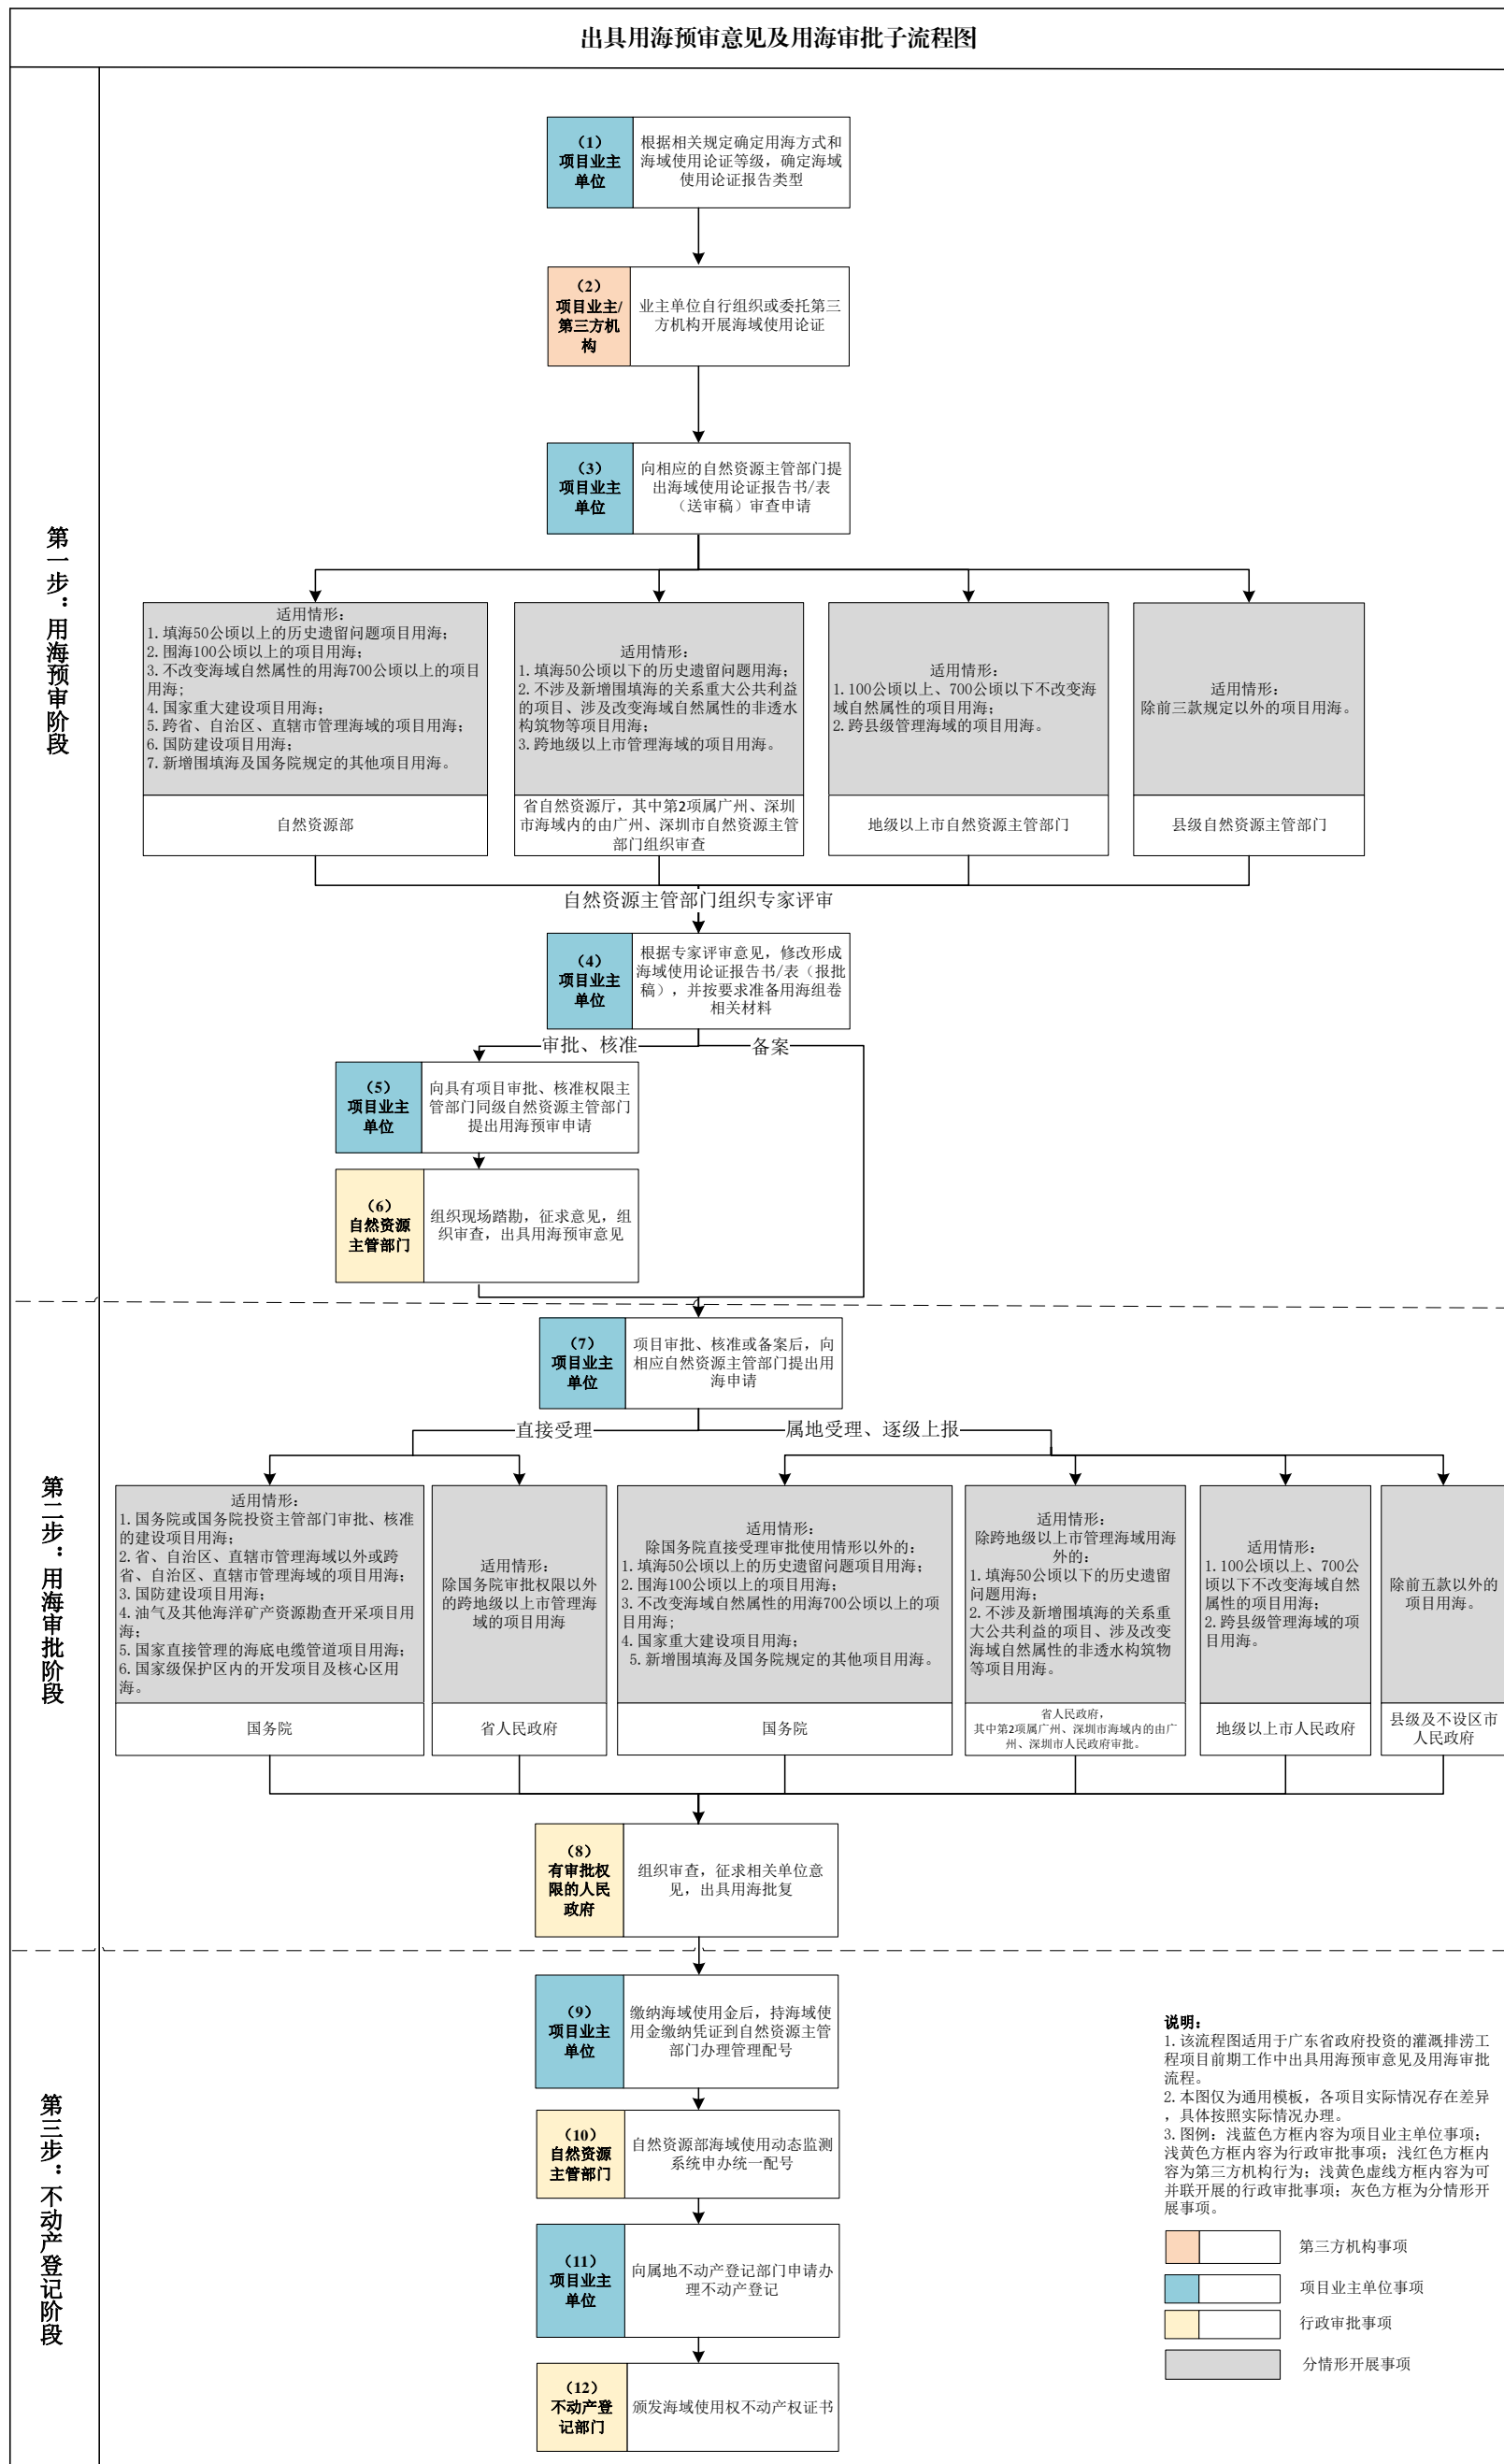 出具用海预审意见及用海审批子流程图
第一步：用海预审阶段
（1）
项目业主
单位
根据相关规定确定用海方式和
海域使用论证等级，确定海域
使用论证报告类型
（2）
项目业主/
第三方机
构
业主单位自行组织或委托第三
方机构开展海域使用论证
（3）
项目业主
单位
向相应的自然资源主管部门提
出海域使用论证报告书/表
（送审稿）审查申请
适用情形：
1.填海50公顷以上的历史遗留问题项目用海；
2.围海100公顷以上的项目用海；
3.不改变海域自然属性的用海700公顷以上的项目
用海；
4.国家重大建设项目用海；
5.跨省、自治区、直辖市管理海域的项目用海；
6.国防建设项目用海；
7.新增围填海及国务院规定的其他项目用海。
自然资源部
适用情形：
1.填海50公顷以下的历史遗留问题用海；
2.不涉及新增围填海的关系重大公共利益
的项目、涉及改变海域自然属性的非透水
构筑物等项目用海；
3.跨地级以上市管理海域的项目用海。
省自然资源厅，其中第2项属广州、深圳
市海域内的由广州、深圳市自然资源主管
部门组织审查
适用情形：
1.100公顷以上、700公顷以下不改变海
域自然属性的项目用海；
2.跨县级管理海域的项目用海。
地级以上市自然资源主管部门
适用情形：
除前三款规定以外的项目用海。
县级自然资源主管部门
自然资源主管部门组织专家评审
（4）
项目业主
单位
根据专家评审意见，修改形成
海域使用论证报告书/表（报批
稿），并按要求准备用海组卷
相关材料
审批、核准
备案
（5）
项目业主
单位
向具有项目审批、核准权限主
管部门同级自然资源主管部门
提出用海预审申请
（6）
自然资源
主管部门
组织现场踏勘，征求意见，组
织审查，出具用海预审意见
第二步：用海审批阶段
（7）
项目业主
单位
项目审批、核准或备案后，向
相应自然资源主管部门提出用
海申请
直接受理
属地受理、逐级上报
适用情形：
1.国务院或国务院投资主管部门审批、核准
的建设项目用海；
2.省、自治区、直辖市管理海域以外或跨
省、自治区、直辖市管理海域的项目用海；
3.国防建设项目用海；
4.油气及其他海洋矿产资源勘查开采项目用
海；
5.国家直接管理的海底电缆管道项目用海；
6.国家级保护区内的开发项目及核心区用
海。
国务院
适用情形：
除国务院审批权限以外
的跨地级以上市管理海
域的项目用海
省人民政府
适用情形：
除国务院直接受理审批使用情形以外的：
1.填海50公顷以上的历史遗留问题项目用海；
2.围海100公顷以上的项目用海；
3.不改变海域自然属性的用海700公顷以上的项
目用海；
4.国家重大建设项目用海；
5.新增围填海及国务院规定的其他项目用海。
国务院
适用情形：
除跨地级以上市管理海域用海
外的：
1.填海50公顷以下的历史遗留
问题用海；
2.不涉及新增围填海的关系重
大公共利益的项目、涉及改变
海域自然属性的非透水构筑物
等项目用海。
省人民政府，
其中第2项属广州、深圳市海域内的由广
州、深圳市人民政府审批。
适用情形：
1.100公顷以上、700公
顷以下不改变海域自然
属性的项目用海；
2.跨县级管理海域的项
目用海。
地级以上市人民政府
除前五款以外的
项目用海。
县级及不设区市
人民政府
（8）
有审批权
限的人民
政府
组织审查，征求相关单位意
见，出具用海批复
第三步：不动产登记阶段
（9）
项目业主
单位
缴纳海域使用金后，持海域使
用金缴纳凭证到自然资源主管
部门办理管理配号
（10）
自然资源
主管部门
自然资源部海域使用动态监测
系统申办统一配号
（11）
项目业主
单位
向属地不动产登记部门申请办
理不动产登记
（12）
不动产登
记部门
颁发海域使用权不动产权证书
说明：
1.该流程图适用于广东省政府投资的灌溉排涝工
程项目前期工作中出具用海预审意见及用海审批
流程。
2.本图仅为通用模板，各项目实际情况存在差异
，具体按照实际情况办理。
3.图例：浅蓝色方框内容为项目业主单位事项；
浅黄色方框内容为行政审批事项；浅红色方框内
容为第三方机构行为；浅黄色虚线方框内容为可
并联开展的行政审批事项；灰色方框为分情形开
展事项。
第三方机构事项
项目业主单位事项
行政审批事项
分情形开展事项